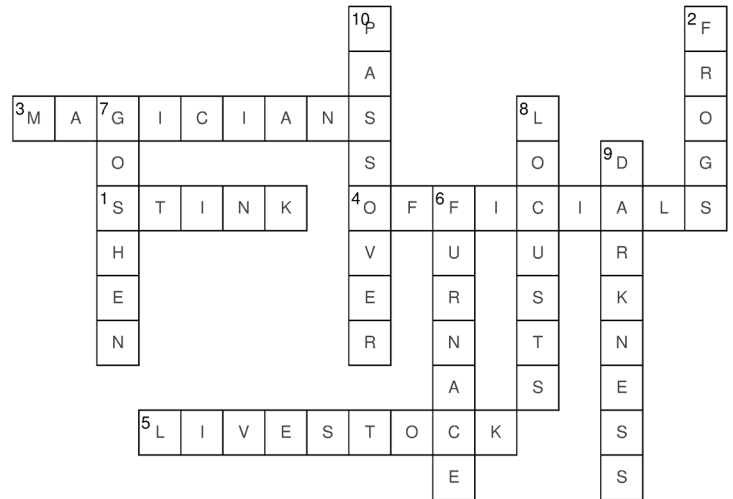 10 P 2 F
A R
3 M A 7 G I C I A N S 8 L O
O S O 9 D G
1 S T I N K 4 O F 6 F I C I A L S
H V U U R
E E R S K
N R N T N
A S E
5 L I V E S T O C K S
E S